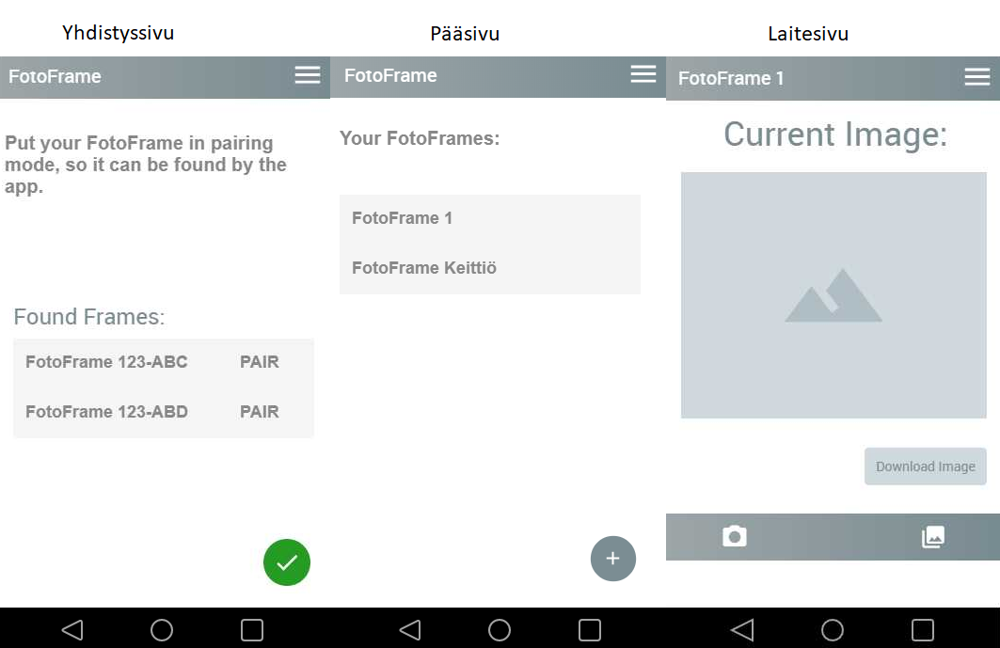 Yhdistyssivu
FotoFrame
Put your FotoFrame in pairing
mode, so it can be found by the
app.
Found Frames:
FotoFrame 123-ABC PAIR
FotoFrame 123-ABD PAIR
Pääsivu
FotoFrame
Your FotoFrames:
FotoFrame 1
FotoFrame Keittiö
Laitesivu
FotoFrame 1
Current Image:
Download Image